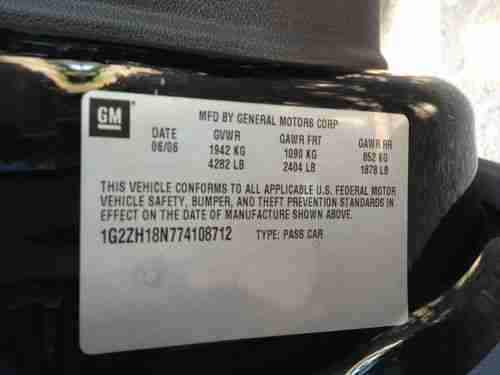 GM
MFD BY GENERAL MOTORS CORP
DATE GVWR GAWR FRT GAWR RR
06/06 1942 KG 1090 KG 852 KG
4282 LB 2404 LB 1878 LB
THIS VEHICLE CONFORMS TO ALL APPLICABLE U.S. FEDERAL MOTOR
VEHICLE SAFETY, BUMPER, AND THEFT PREVENTION STANDARDS IN
EFFECT ON THE DATE OF MANUFACTURE SHOWN ABOVE.
1G2ZH18N774108712 TYPE: PASS CAR